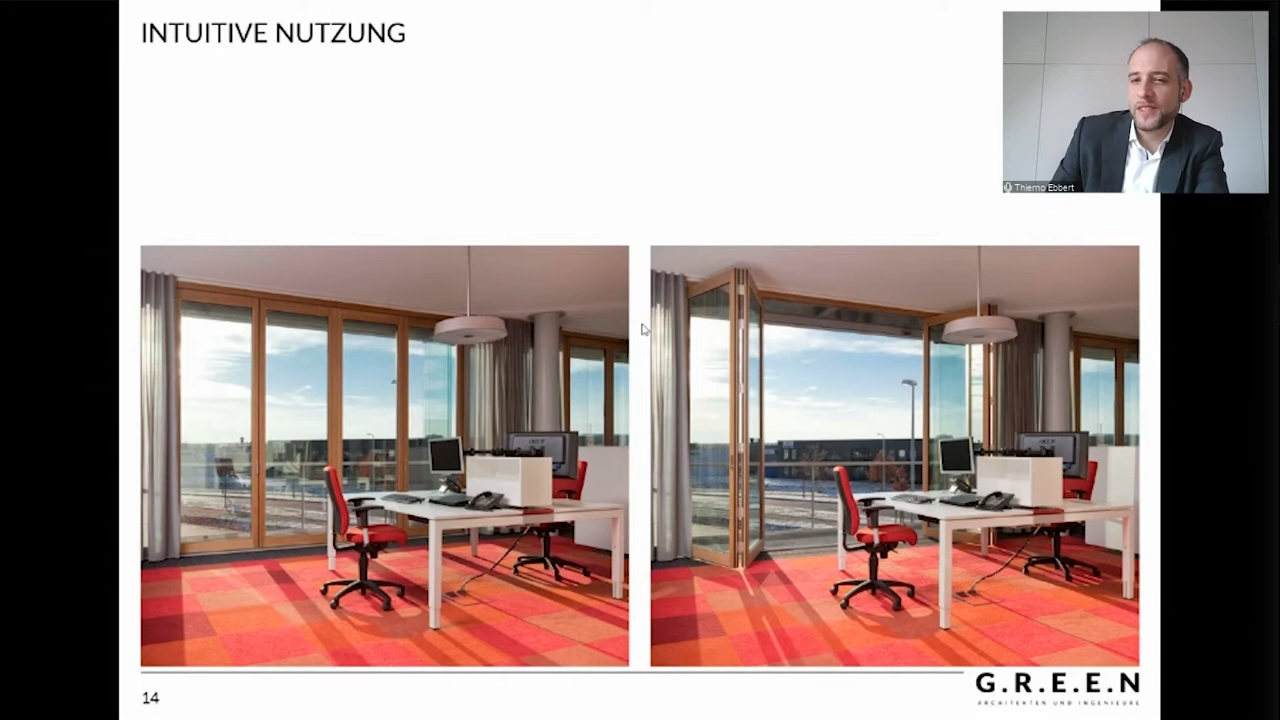 INTUITIVE NUTZUNG
Thiemo Ebbert
14
G.R.E.E.N
ARCHITEKTEN UND INGENIEURE